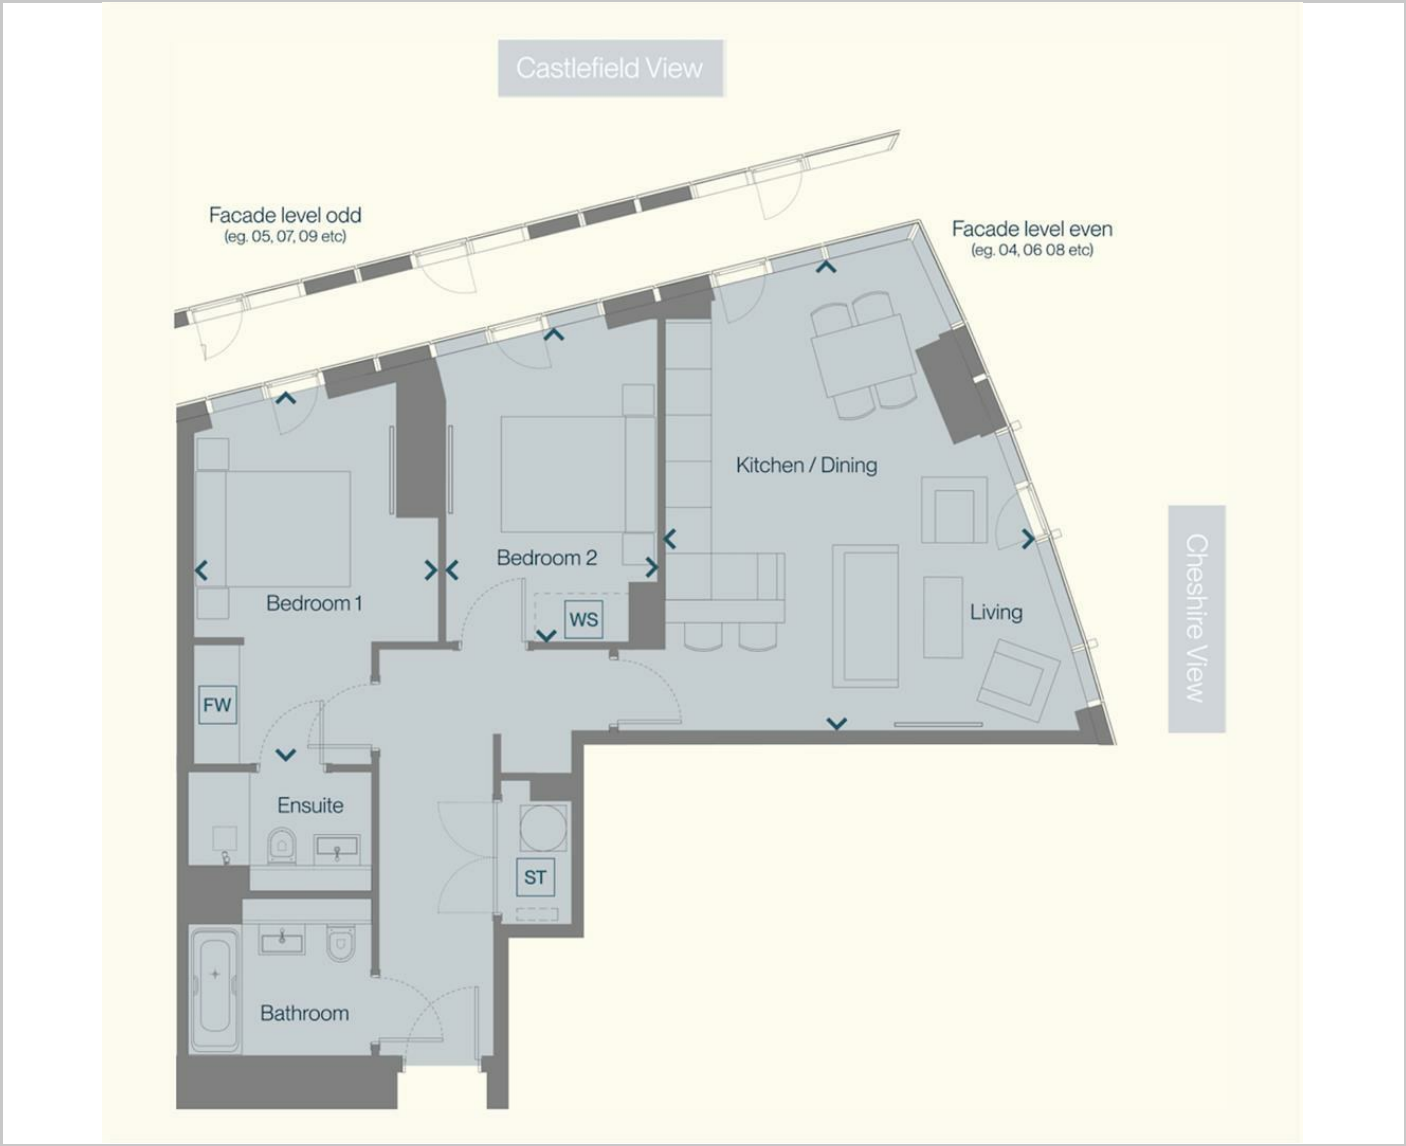 Castlefield View
Facade level odd
(eg. 05, 07, 09 etc)
Facade level even
(eg. 04, 06 08 etc)
Kitchen / Dining
Bedroom 2
Bedroom 1
WS
Living
Cheshire View
FW
Ensuite
ST
Bathroom